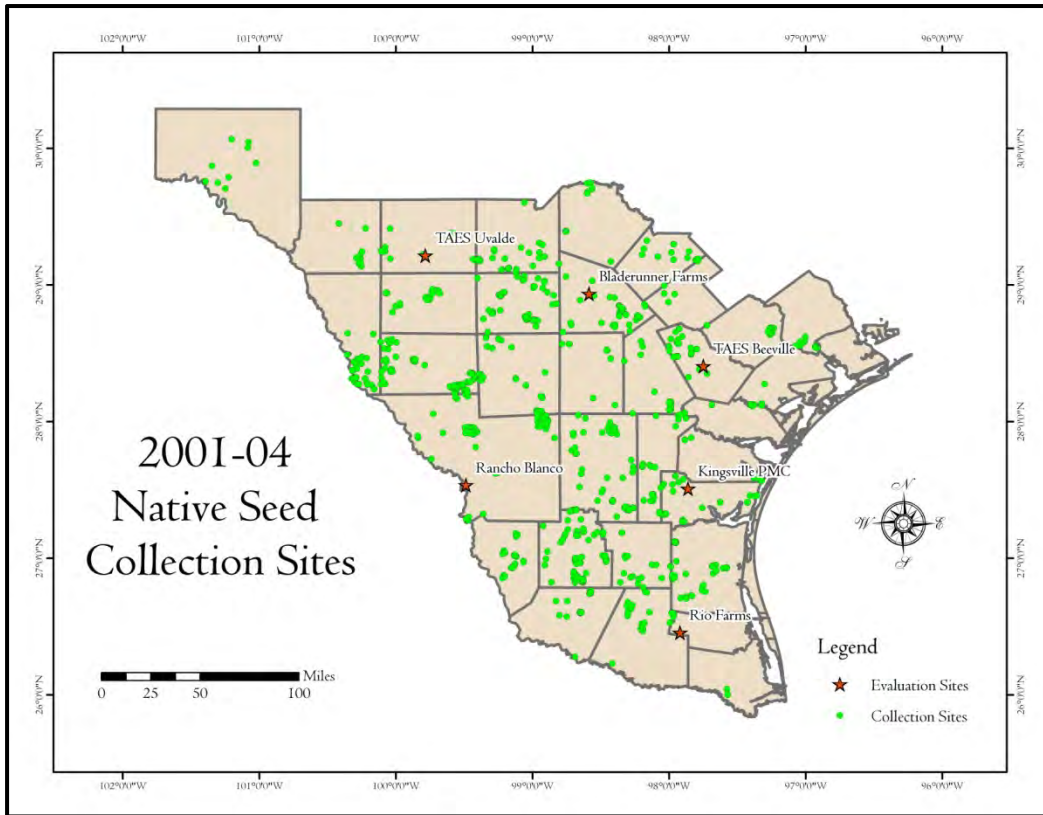 102°0'0"W 101°0'0"W 100°0'0"W 99°0'0"W 98°0'0"W 97°0'0"W 96°0'0"W
30°0'0"N
30°0'0"N
TAES Uvalde
29°0'0"N
Bladerunner Farms
29°0'0"N
TAES Beeville
28°0'0"N
28°0'0"N
2001-04
Native Seed
Collection Sites
Rancho Blanco
Kingsville PMC
N
W E
S
27°0'0"N
27°0'0"N
Rio Farms
Legend
Evaluation Sites
Collection Sites
Miles
0 25 50 100
26°0'0"N
26°0'0"N
102°0'0"W 101°0'0"W 100°0'0"W 99°0'0"W 98°0'0"W 97°0'0"W 96°0'0"W